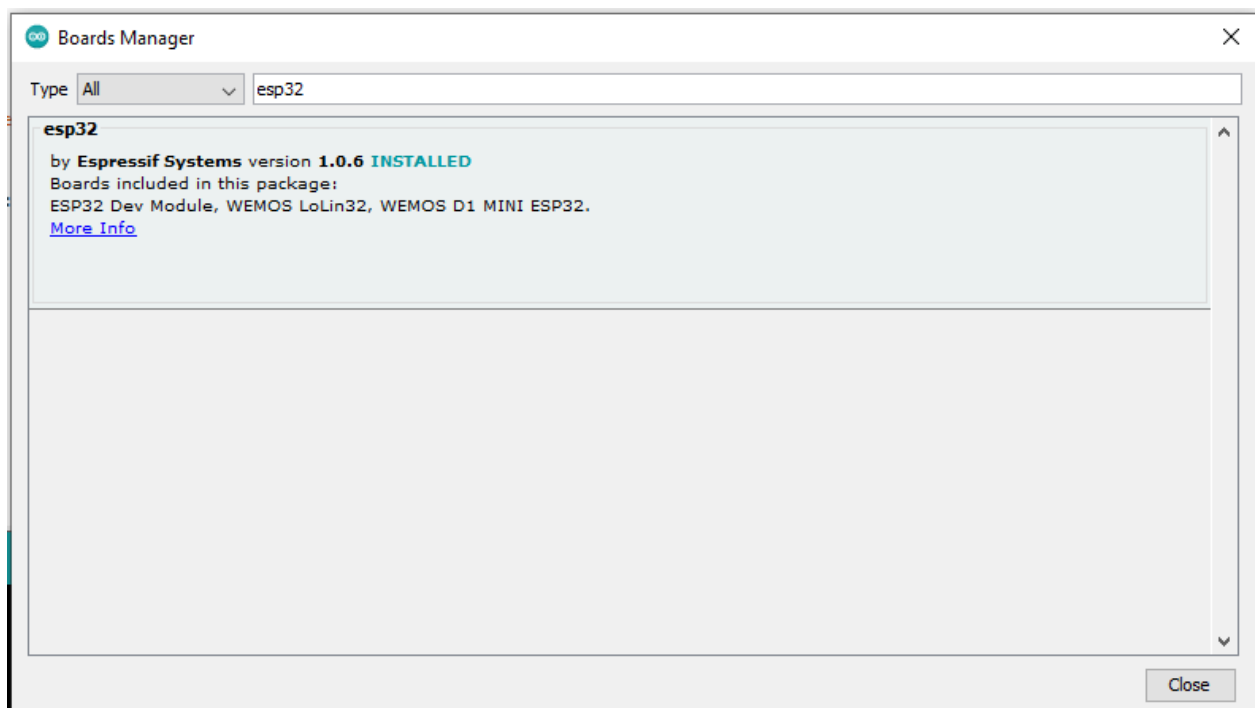 Boards Manager
Type All esp32
esp32
by Espressif Systems version 1.0.6 INSTALLED
Boards included in this package:
ESP32 Dev Module, WEMOS LoLin32, WEMOS D1 MINI ESP32.
More Info
Close